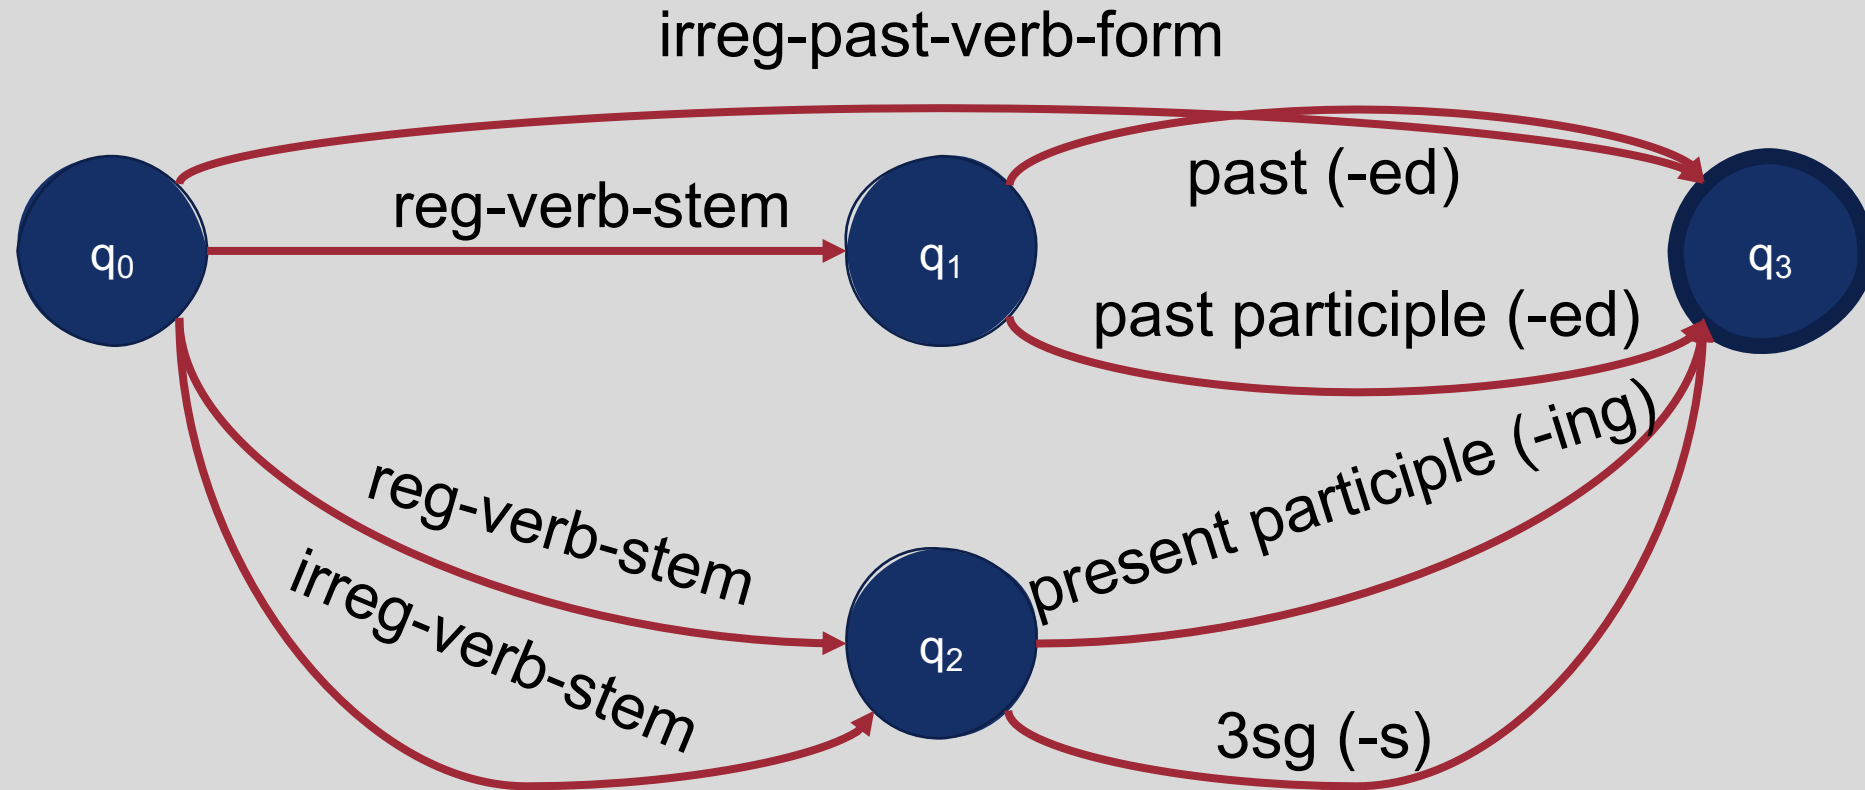 irreg-past-verb-form
past (-ed)
reg-verb-stem
q₀
q₁
q₃
past participle (-ed)
present participle (-ing)
reg-verb-stem
irreg-verb-stem
q₂
3sg (-s)